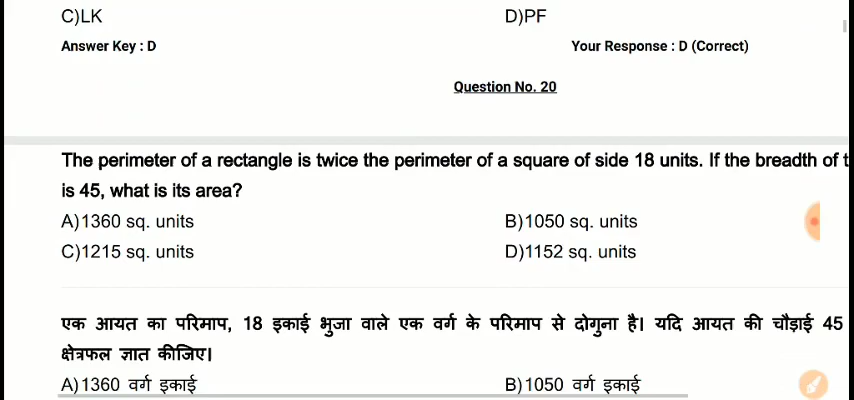 C)LK
D)PF
Answer Key : D
Your Response : D (Correct)
Question No. 20
The perimeter of a rectangle is twice the perimeter of a square of side 18 units. If the breadth of t
is 45, what is its area?
A)1360 sq. units
B)1050 sq. units
C)1215 sq. units
D)1152 sq. units
एक आयत का परिमाप, 18 इकाई भुजा वाले एक वर्ग के परिमाप से दोगुना है। यदि आयत की चौड़ाई 45
क्षेत्रफल ज्ञात कीजिए।
A)1360 वर्ग इकाई
B)1050 वर्ग इकाई